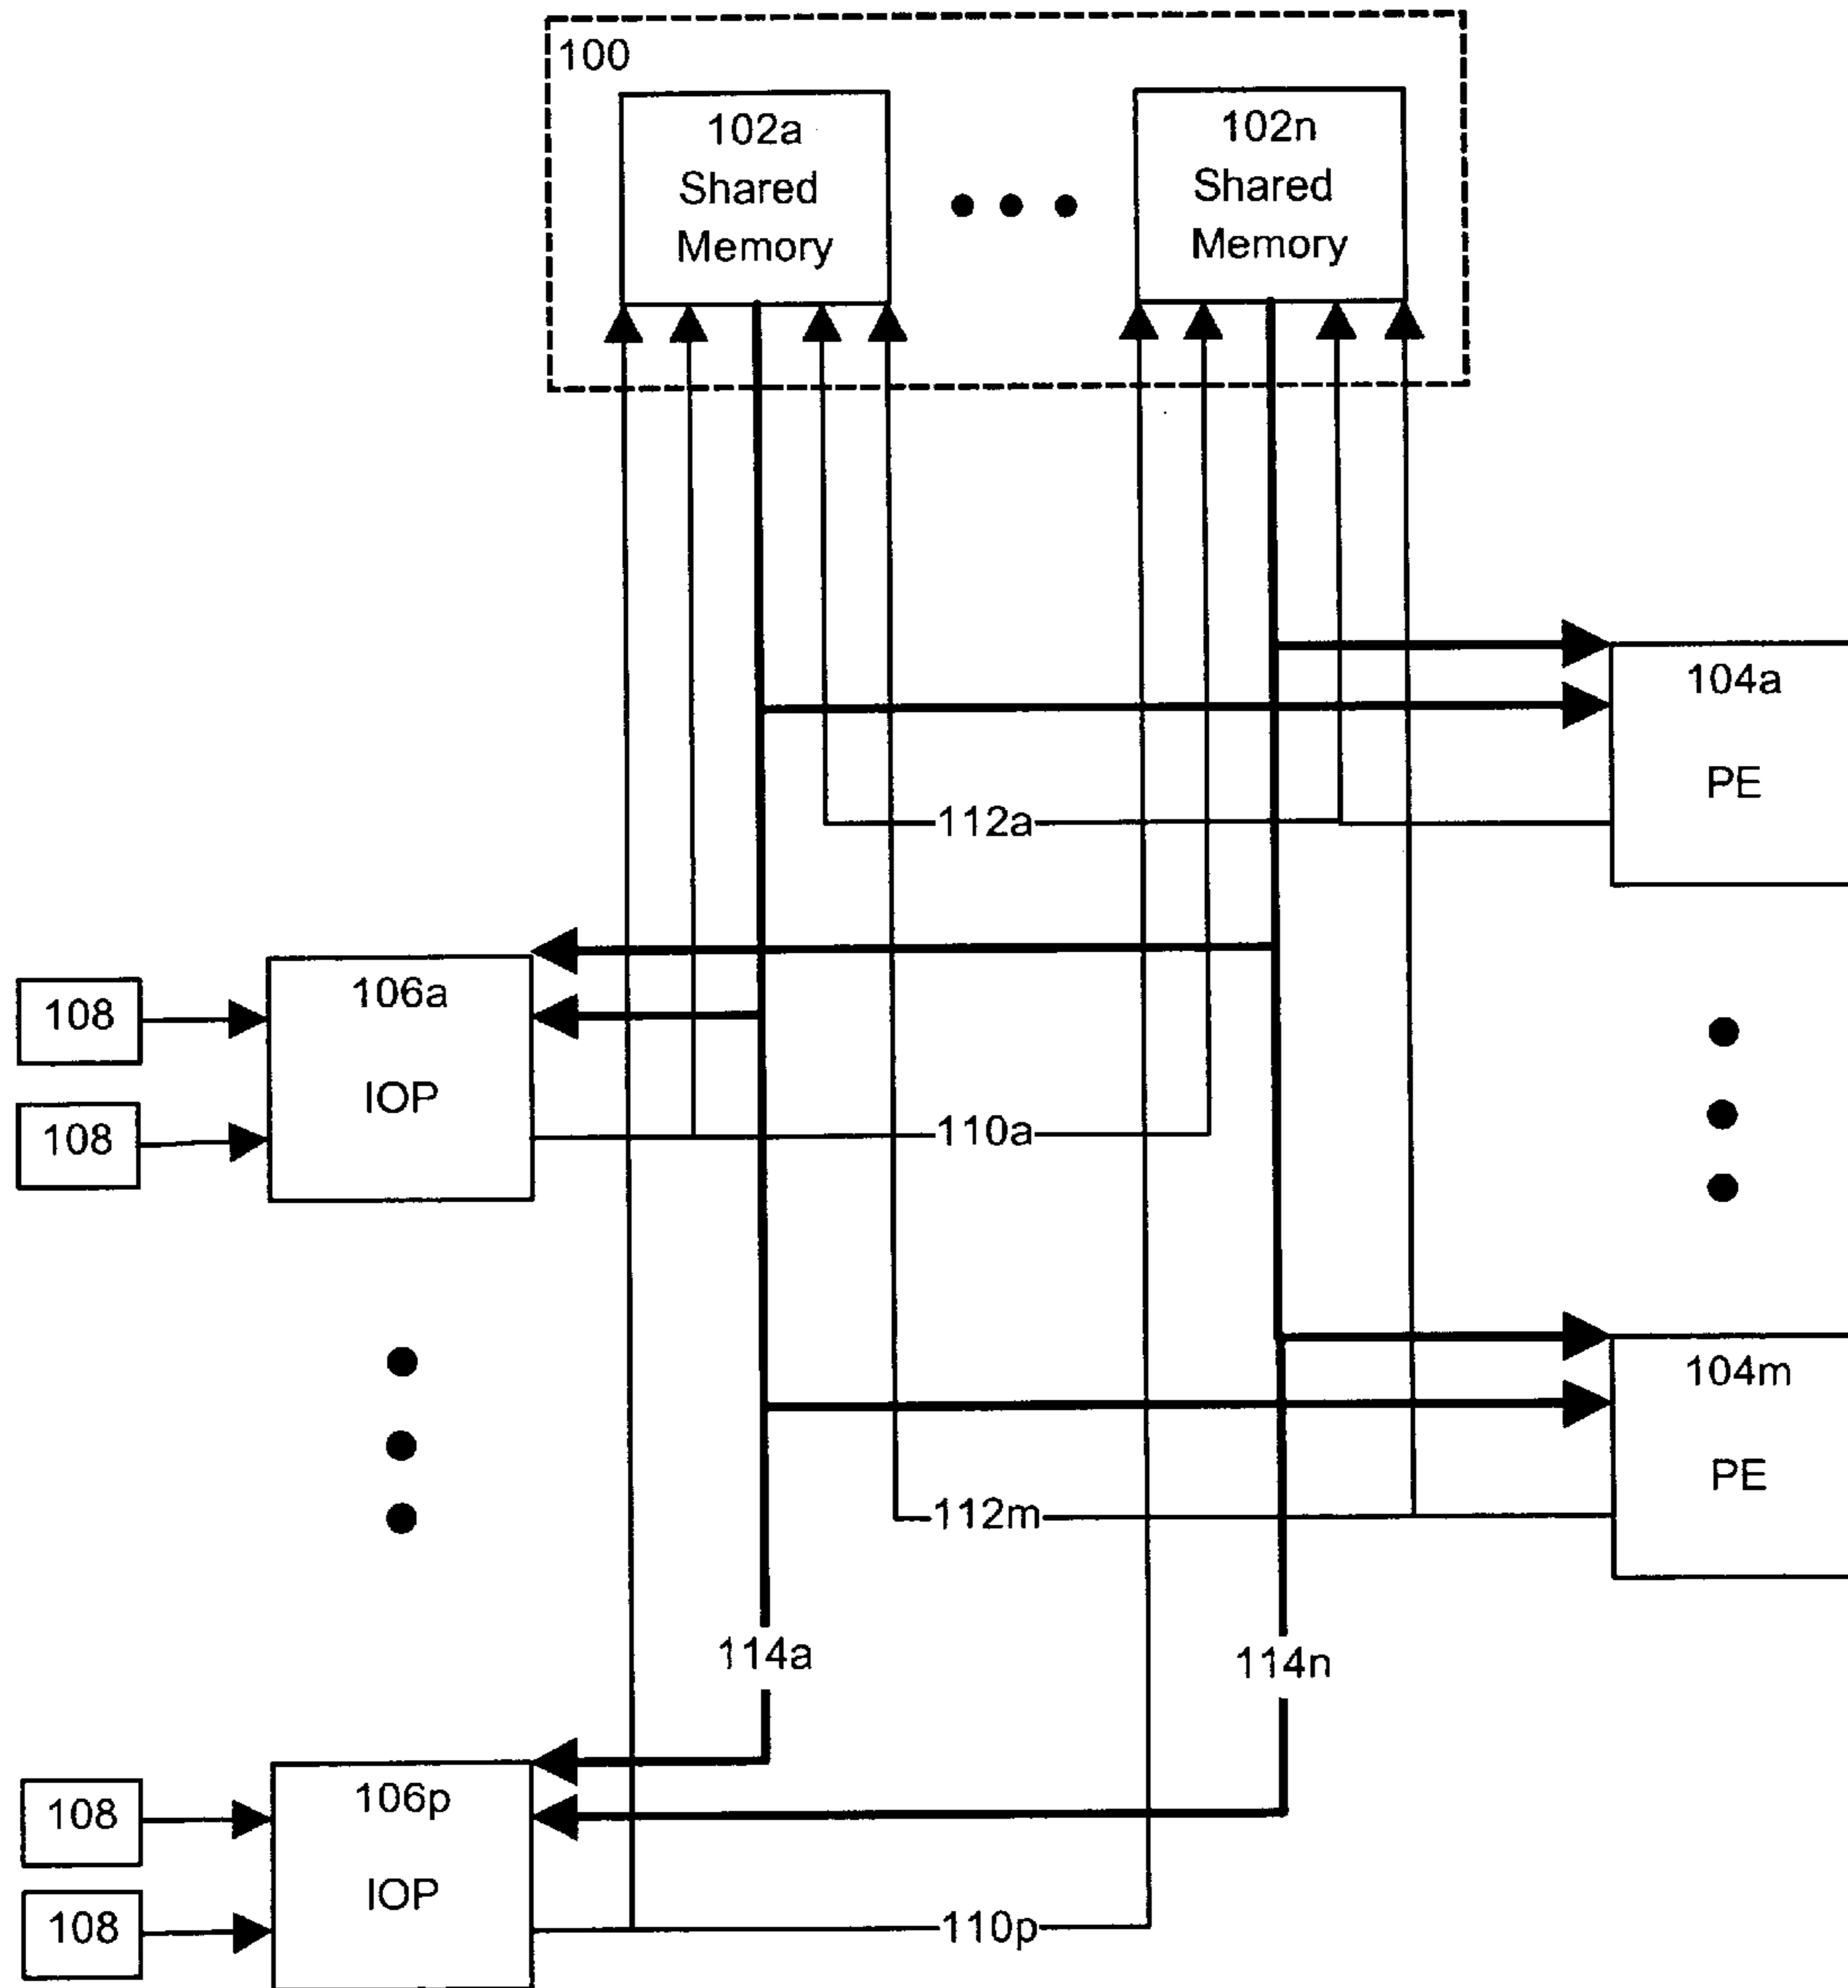 100
102a
Shared
Memory
102n
Shared
Memory
104a
PE
112a
106a
IOP
108
108
110a
104m
PE
112m
114a
114n
106p
IOP
108
108
110p